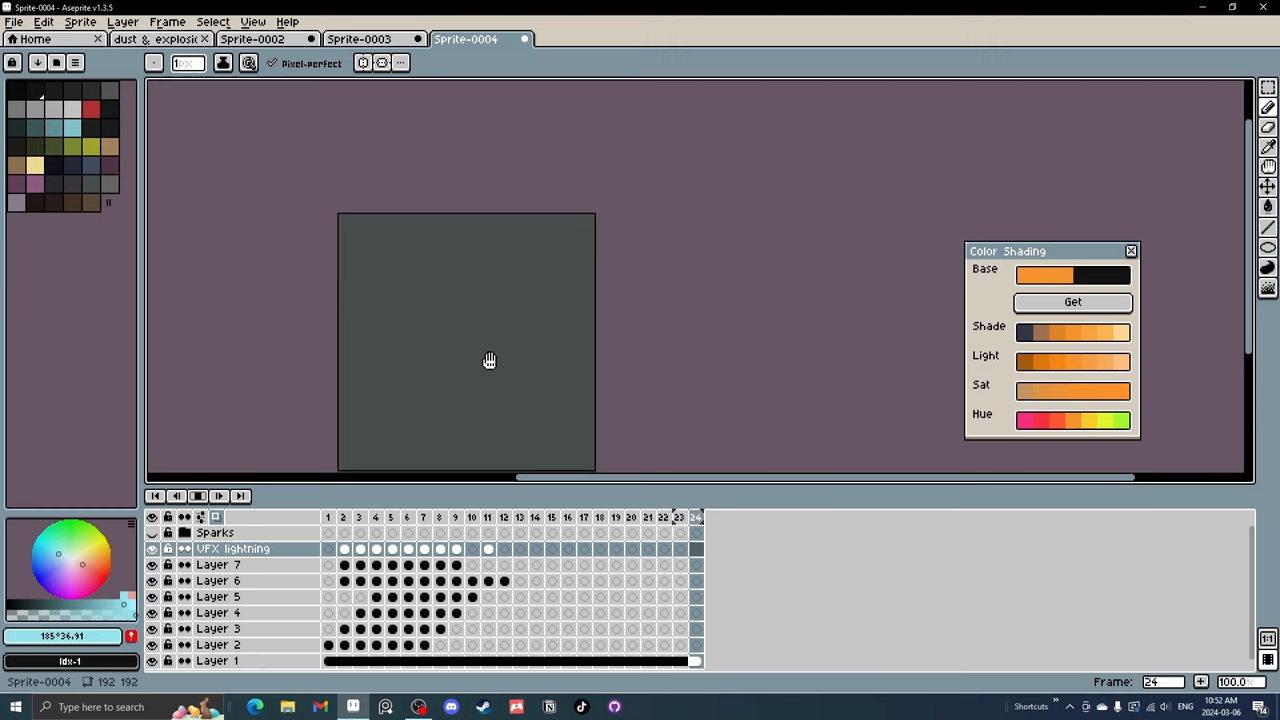 Sprite-0004 - Aseprite v1.3.5
File Edit Sprite Layer Frame Select View Help
Home dust & explosic Sprite-0002 Sprite-0003 Sprite-0004
1px Pixel-perfect
Color Shading
Base
Get
Shade
Light
Sat
Hue
1 2 3 4 5 6 7 8 9 10 11 12 13 14 15 16 17 18 19 20 21 22 23 24
Sparks
VFX lightning
Layer 7
Layer 6
Layer 5
Layer 4
Layer 3
Layer 2
Layer 1
185°36,91
Idx-1
Sprite-0004 192 192
Frame: 24 100.0%
Type here to search
Shortcuts
10:52 AM
2024-03-06
14
1:1